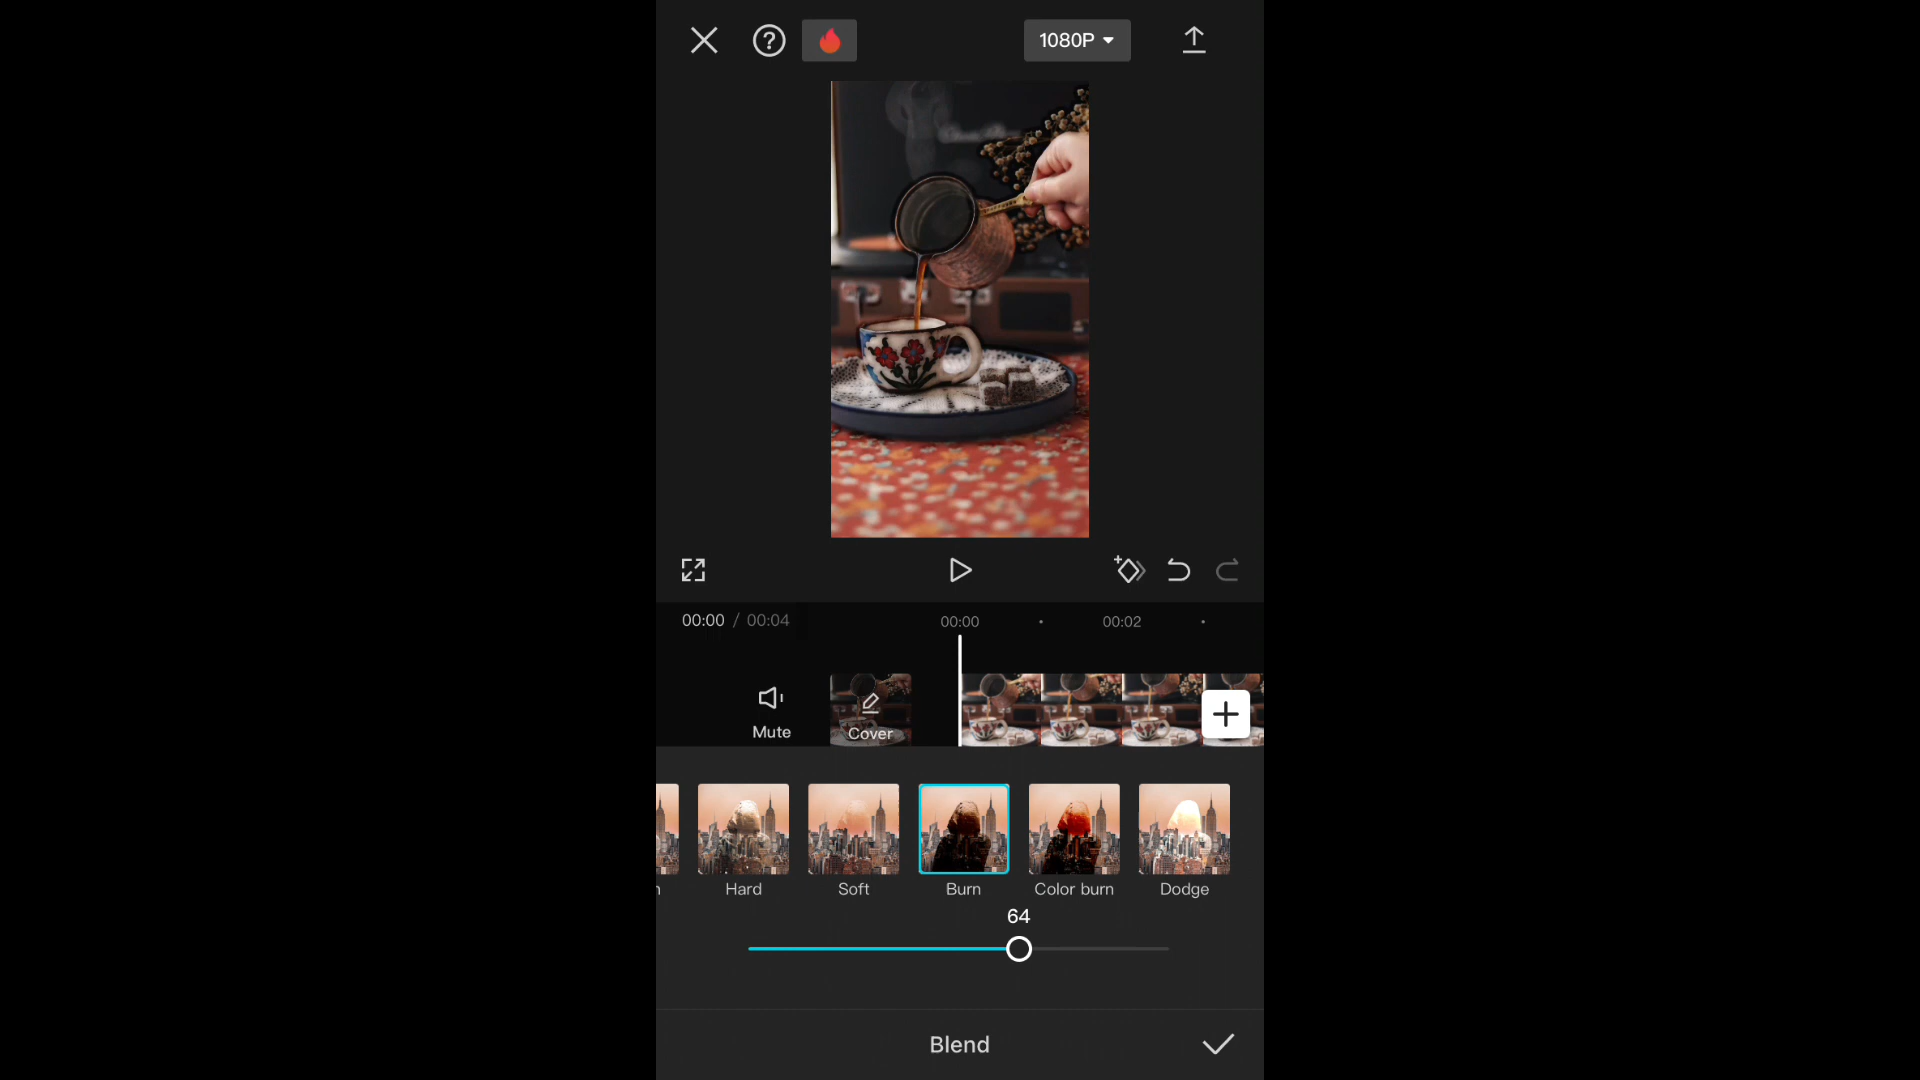 1080P
00:00 / 00:04
00:00
00:02
Mute
Cover
Hard
Soft
Burn
Color burn
Dodge
64
Blend